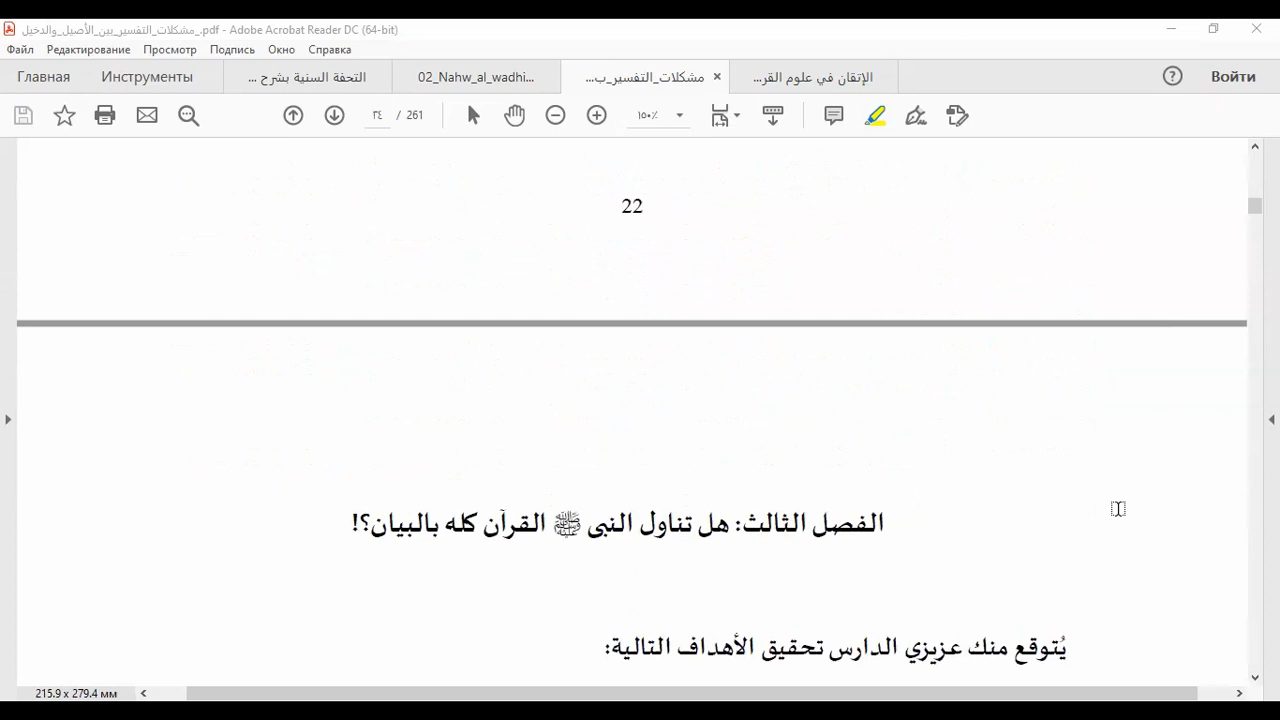 مشكلات_التفسير_بين_الأصيل_والدخيل_.pdf - Adobe Acrobat Reader DC (64-bit)
Файл Редактирование Просмотр Подпись Окно Справка
Главная Инструменты التحفة السنية بشرح ... 02_Nahw_al_wadhi... مشكلات_التفسير_ب... × الإتقان في علوم القر... ? Войти
٣٤ / 261 ١٥٠٪
22
الفصل الثالث: هل تناول النبى ﷺ القرآن كله بالبيان؟!
يُتوقع منك عزيزي الدارس تحقيق الأهداف التالية:
215.9 x 279.4 мм